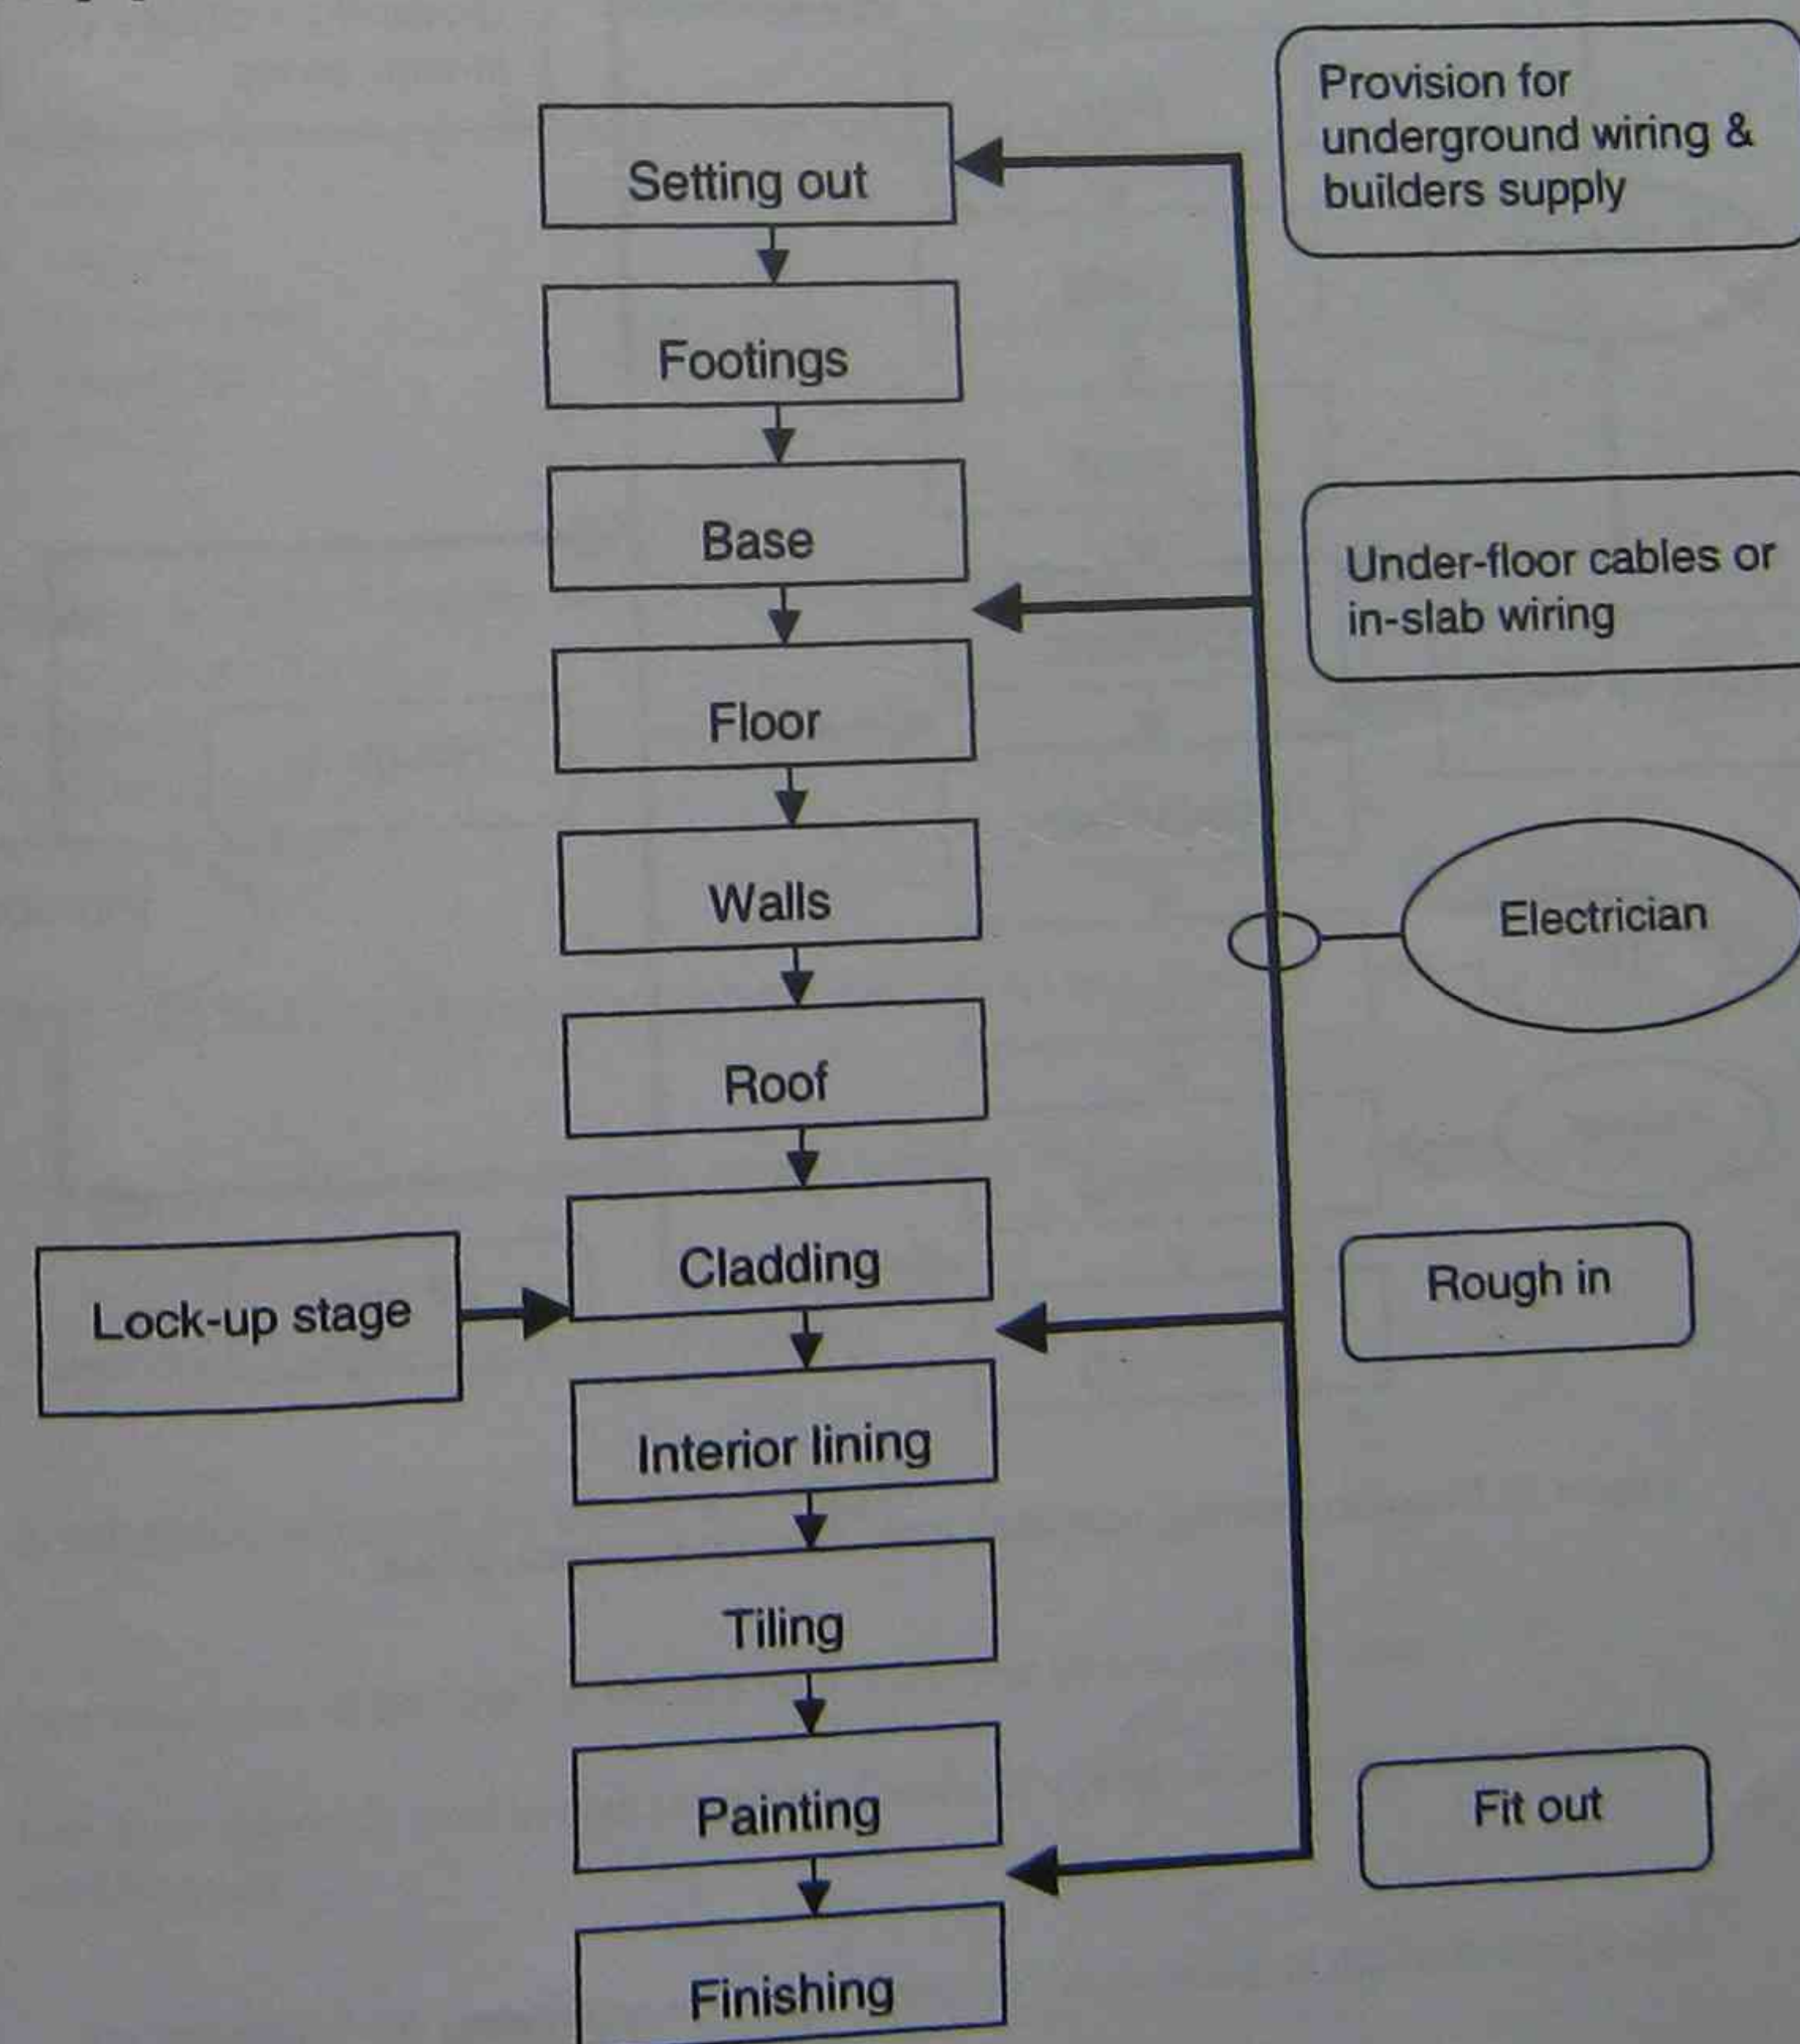 Setting out
Footings
Base
Floor
Walls
Roof
Cladding
Lock-up stage
Interior lining
Tiling
Painting
Finishing
Provision for
underground wiring &
builders supply
Under-floor cables or
in-slab wiring
Electrician
Rough in
Fit out